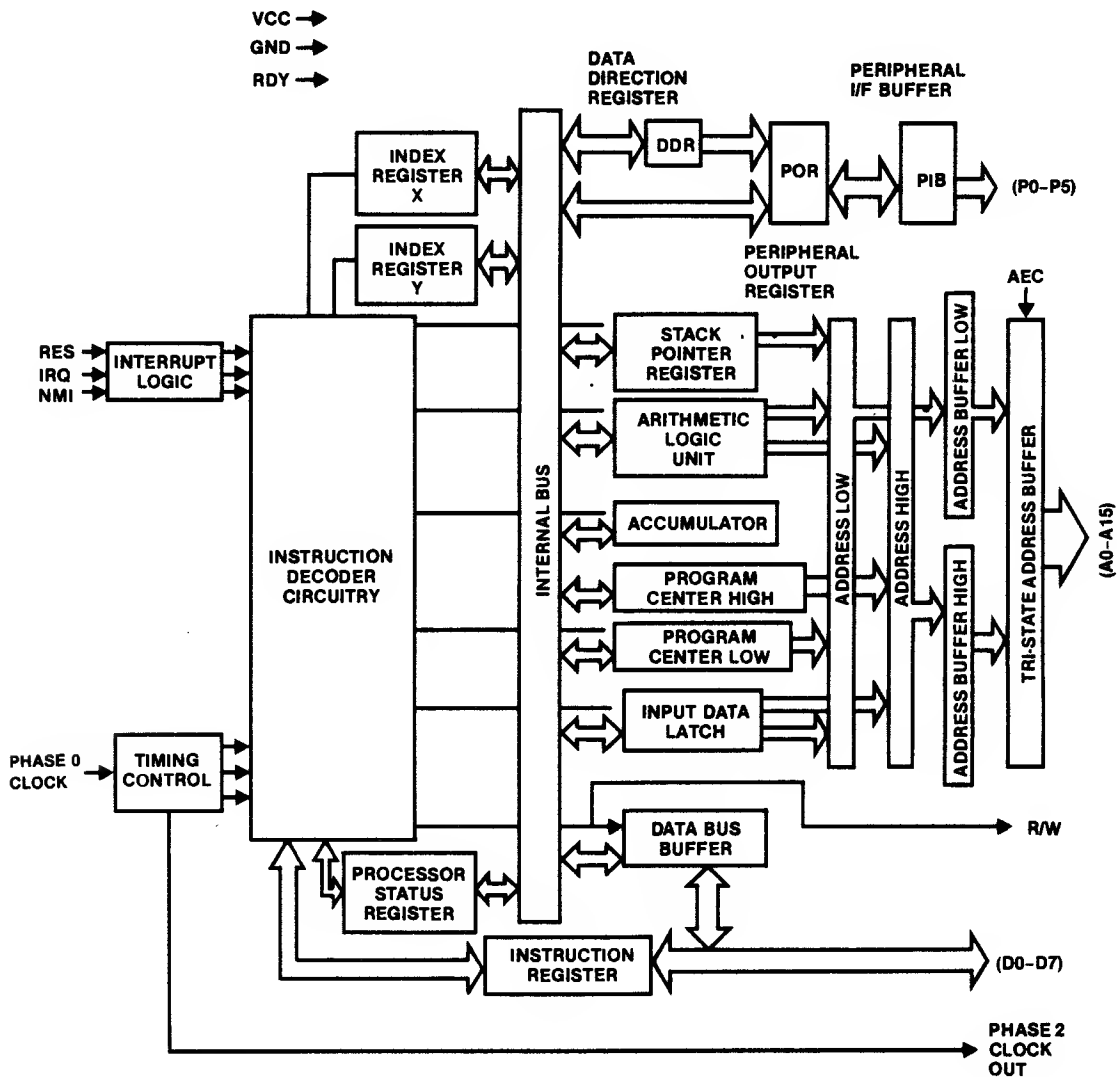 VCC
GND
RDY
DATA
DIRECTION
REGISTER
PERIPHERAL
I/F BUFFER
INDEX
REGISTER
X
DDR
POR
PIB
(P0–P5)
INDEX
REGISTER
Y
PERIPHERAL
OUTPUT
REGISTER
AEC
RES
IRQ
NMI
INTERRUPT
LOGIC
STACK
POINTER
REGISTER
ARITHMETIC
LOGIC
UNIT
ACCUMULATOR
INSTRUCTION
DECODER
CIRCUITRY
INTERNAL BUS
PROGRAM
CENTER HIGH
PROGRAM
CENTER LOW
INPUT DATA
LATCH
ADDRESS LOW
ADDRESS HIGH
ADDRESS BUFFER LOW
ADDRESS BUFFER HIGH
TRI-STATE ADDRESS BUFFER
(A0–A15)
PHASE 0
CLOCK
TIMING
CONTROL
R/W
DATA BUS
BUFFER
PROCESSOR
STATUS
REGISTER
INSTRUCTION
REGISTER
(D0–D7)
PHASE 2
CLOCK
OUT